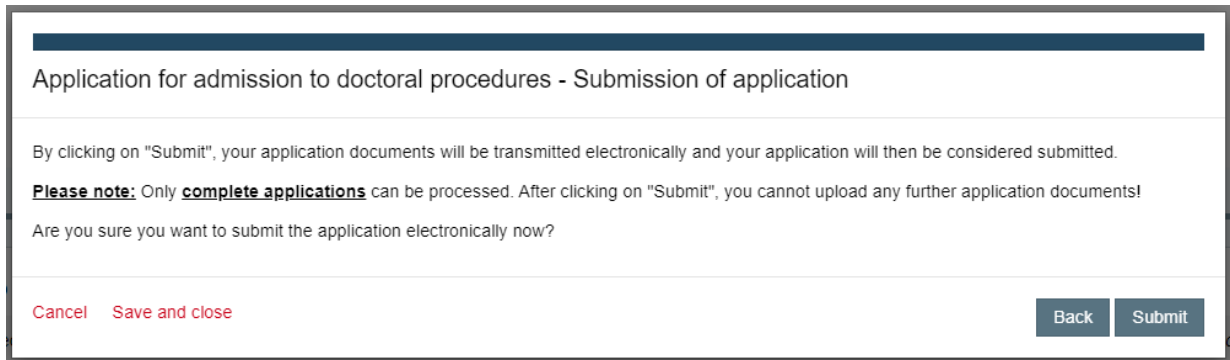 Application for admission to doctoral procedures - Submission of application
By clicking on "Submit", your application documents will be transmitted electronically and your application will then be considered submitted.
Please note: Only complete applications can be processed. After clicking on "Submit", you cannot upload any further application documents!
Are you sure you want to submit the application electronically now?
Cancel Save and close Back Submit